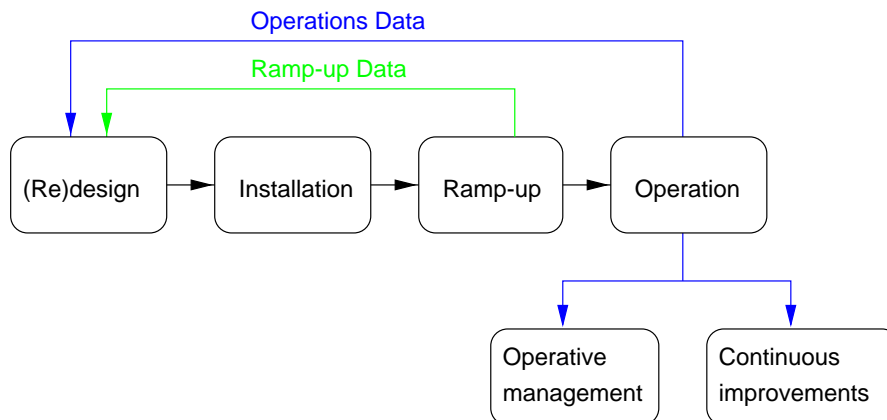 Operations Data
Ramp-up Data
(Re)design
Installation
Ramp-up
Operation
Operative
management
Continuous
improvements